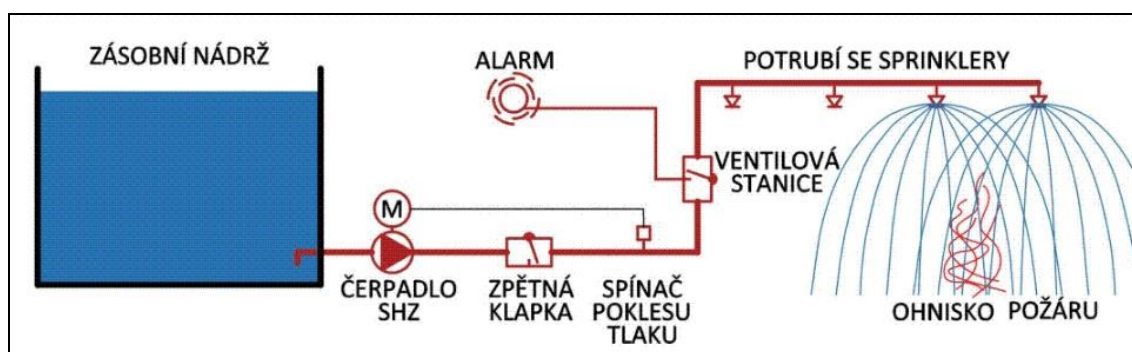 ZÁSOBNÍ NÁDRŽ
ALARM
POTRUBÍ SE SPRINKLERY
VENTILOVÁ
STANICE
M
ČERPADLO
SHZ
ZPĚTNÁ
KLAPKA
SPÍNAČ
POKLESU
TLAKU
OHNISKO POŽÁRU